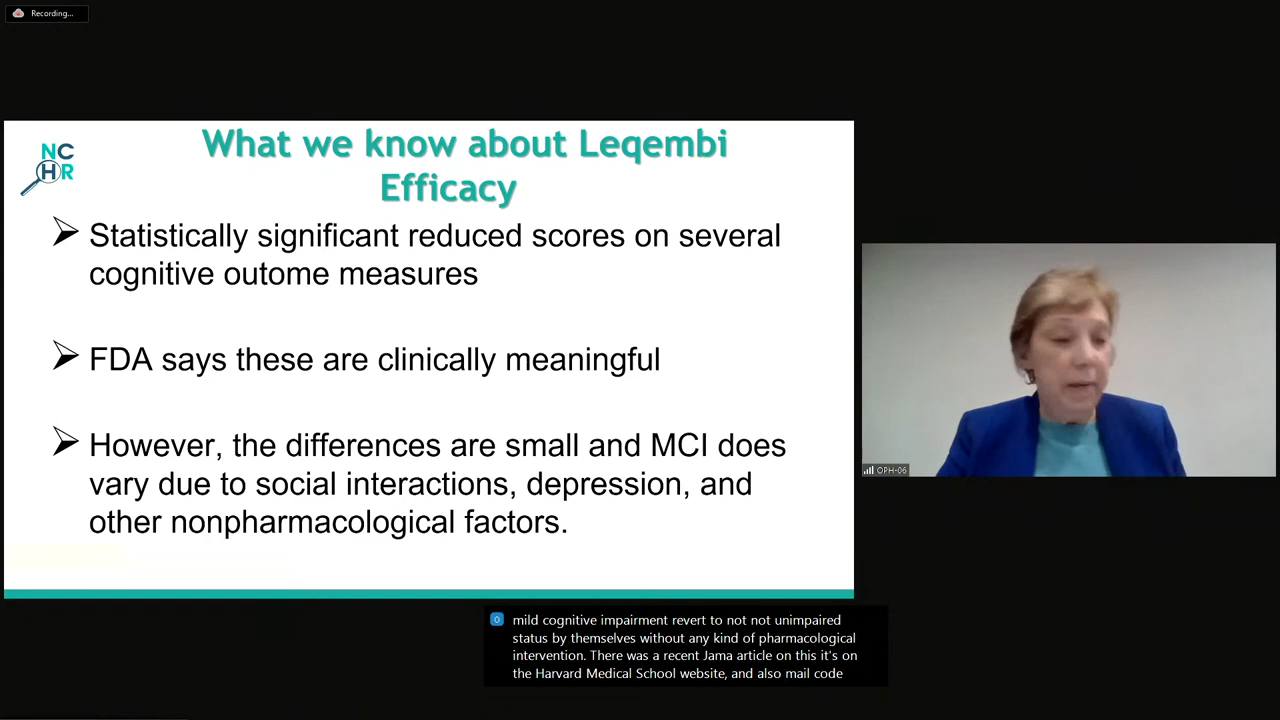 Recording...
NC
HR
What we know about Leqembi
Efficacy
Statistically significant reduced scores on several
cognitive outome measures
FDA says these are clinically meaningful
However, the differences are small and MCI does
vary due to social interactions, depression, and
other nonpharmacological factors.
OPH-06
0
mild cognitive impairment revert to not not unimpaired
status by themselves without any kind of pharmacological
intervention. There was a recent Jama article on this it's on
the Harvard Medical School website, and also mail code